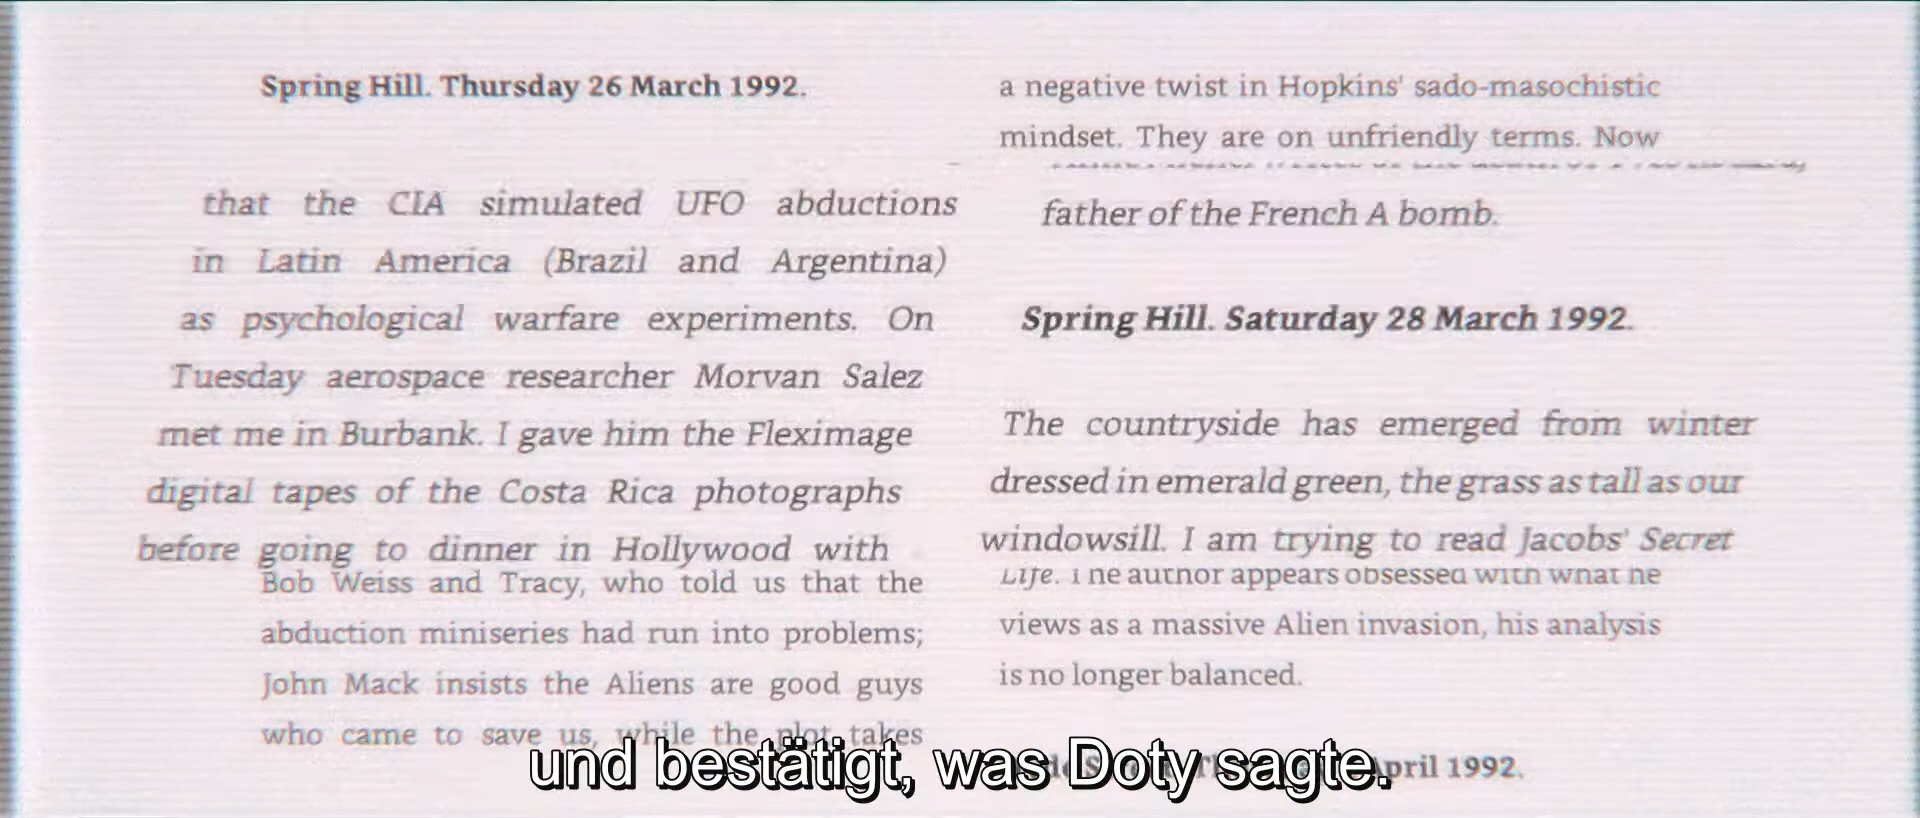 Spring Hill. Thursday 26 March 1992.
that the CIA simulated UFO abductions
in Latin America (Brazil and Argentina)
as psychological warfare experiments. On
Tuesday aerospace researcher Morvan Salez
met me in Burbank. I gave him the Fleximage
digital tapes of the Costa Rica photographs
before going to dinner in Hollywood with
Bob Weiss and Tracy, who told us that the
abduction miniseries had run into problems;
John Mack insists the Aliens are good guys
who came to save us, while the plot takes
a negative twist in Hopkins' sado-masochistic
mindset. They are on unfriendly terms. Now
father of the French A bomb.
Spring Hill. Saturday 28 March 1992.
The countryside has emerged from winter
dressed in emerald green, the grass as tall as our
windowsill. I am trying to read Jacobs' Secret
Life. The author appears obsessed with what he
views as a massive Alien invasion, his analysis
is no longer balanced.
April 1992.
und bestätigt, was Doty sagte.